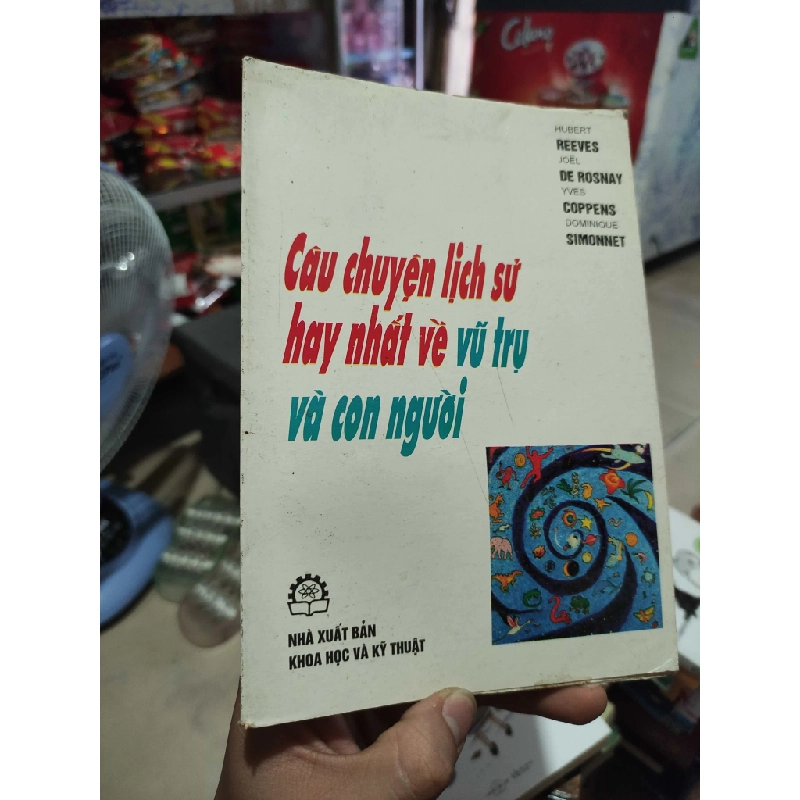 HUBERT
REEVES
JOËL
DE ROSNAY
YVES
COPPENS
DOMINIQUE
SIMONNET
Câu chuyện lịch sử
hay nhất về vũ trụ
và con người
NHÀ XUẤT BẢN
KHOA HỌC VÀ KỸ THUẬT